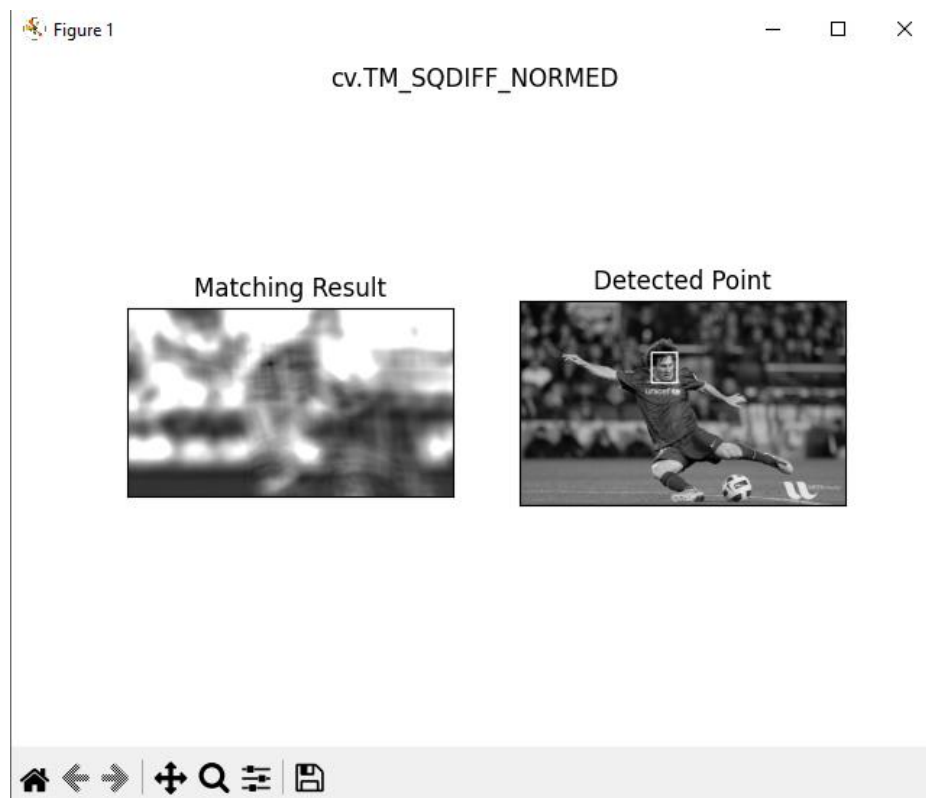 Figure 1
cv.TM_SQDIFF_NORMED
Matching Result
Detected Point
unicef